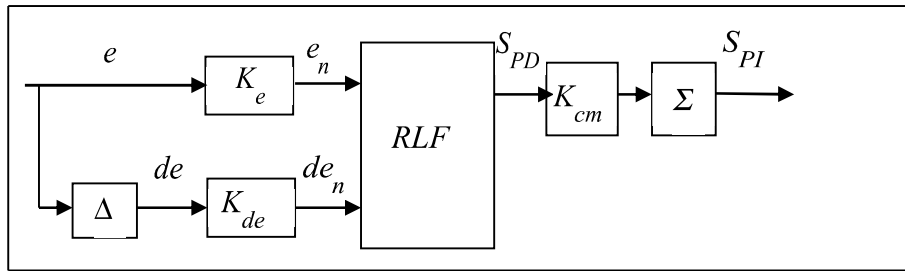 e
K_e
e_n
RLF
S_PD
K_cm
Σ
S_PI
Δ
de
K_de
de_n